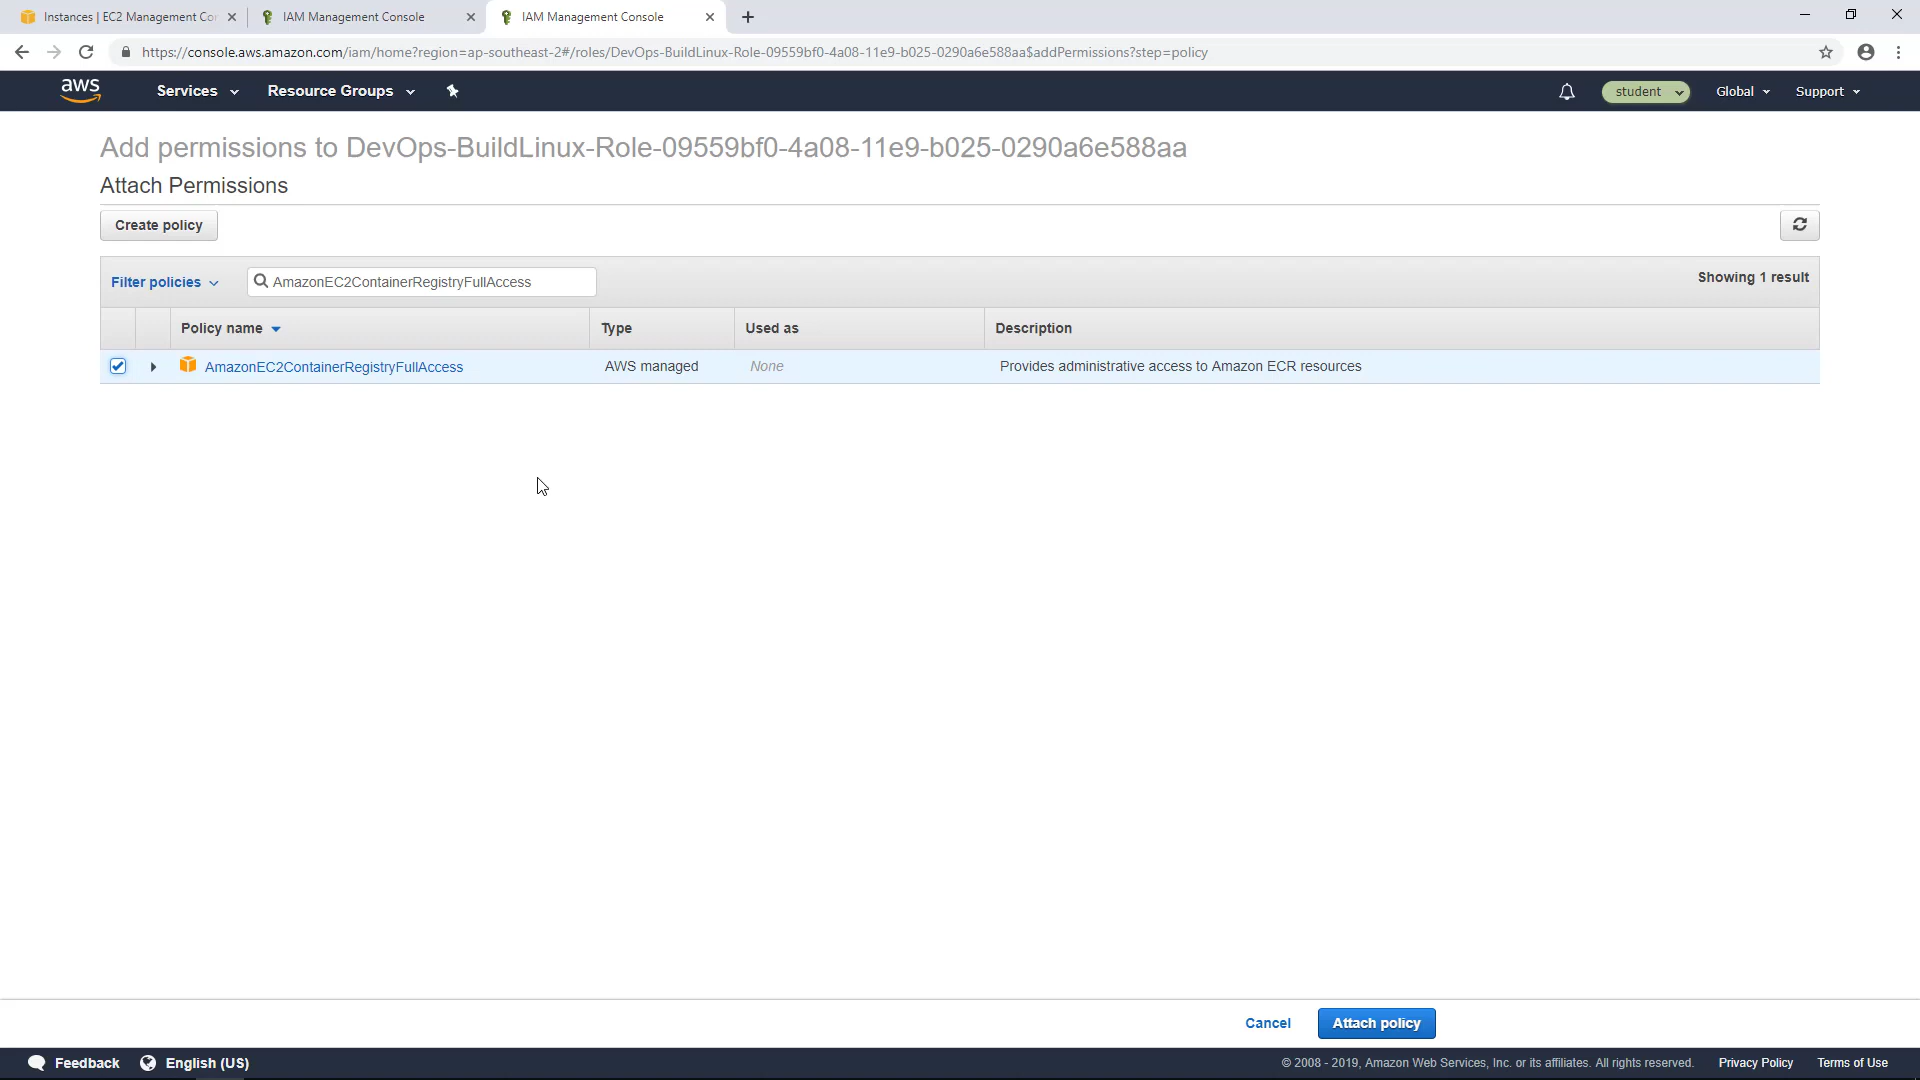 Instances | EC2 Management Co
IAM Management Console
IAM Management Console
https://console.aws.amazon.com/iam/home?region=ap-southeast-2#/roles/DevOps-BuildLinux-Role-09559bf0-4a08-11e9-b025-0290a6e588aa$addPermissions?step=policy
aws
Services
Resource Groups
student
Global
Support
Add permissions to DevOps-BuildLinux-Role-09559bf0-4a08-11e9-b025-0290a6e588aa
Attach Permissions
Create policy
Filter policies
AmazonEC2ContainerRegistryFullAccess
Showing 1 result
Policy name
Type
Used as
Description
AmazonEC2ContainerRegistryFullAccess
AWS managed
None
Provides administrative access to Amazon ECR resources
Cancel
Attach policy
Feedback
English (US)
© 2008 - 2019, Amazon Web Services, Inc. or its affiliates. All rights reserved.
Privacy Policy
Terms of Use